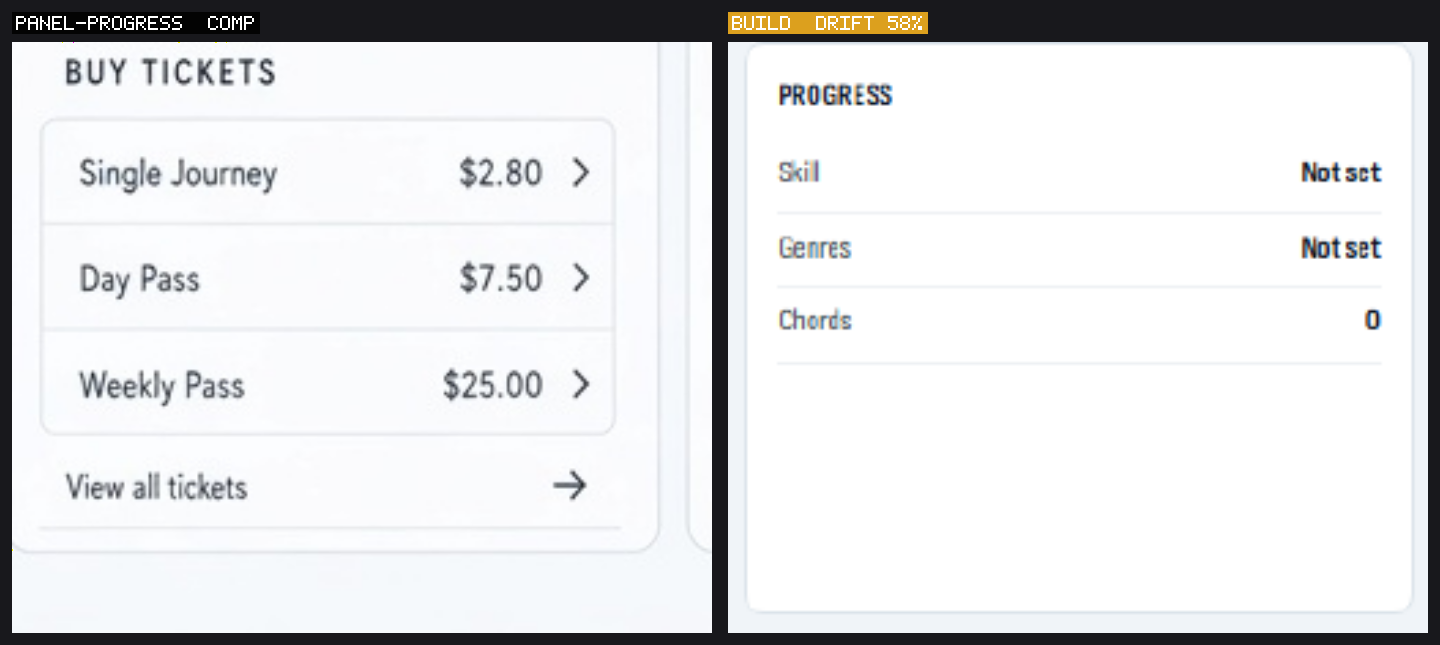 PANEL-PROGRESS COMP
BUY TICKETS
Single Journey $2.80
Day Pass $7.50
Weekly Pass $25.00
View all tickets
BUILD DRIFT 58%
PROGRESS
Skill Not set
Genres Not set
Chords 0